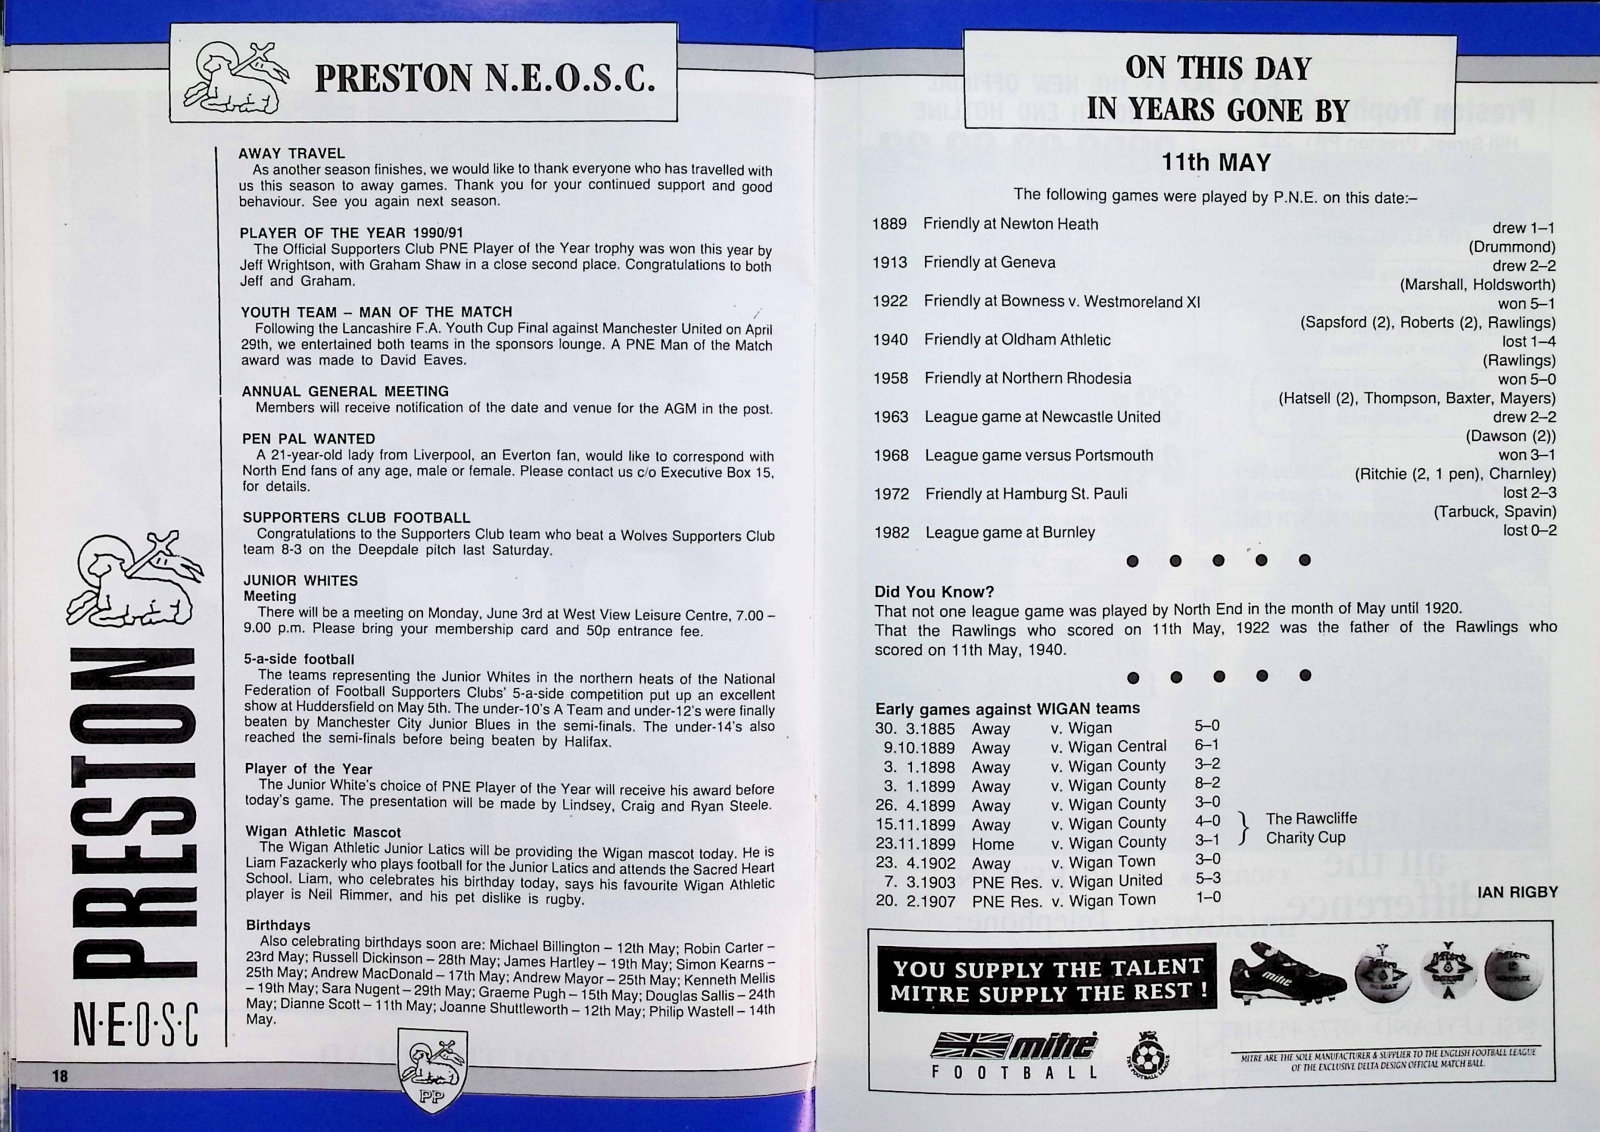 PRESTON N.E.O.S.C.
AWAY TRAVEL
As another season finishes, we would like to thank everyone who has travelled with
us this season to away games. Thank you for your continued support and good
behaviour. See you again next season.
PLAYER OF THE YEAR 1990/91
The Official Supporters Club PNE Player of the Year trophy was won this year by
Jeff Wrightson, with Graham Shaw in a close second place. Congratulations to both
Jeff and Graham.
YOUTH TEAM – MAN OF THE MATCH
Following the Lancashire F.A. Youth Cup Final against Manchester United on April
29th, we entertained both teams in the sponsors lounge. A PNE Man of the Match
award was made to David Eaves.
ANNUAL GENERAL MEETING
Members will receive notification of the date and venue for the AGM in the post.
PEN PAL WANTED
A 21-year-old lady from Liverpool, an Everton fan, would like to correspond with
North End fans of any age, male or female. Please contact us c/o Executive Box 15,
for details.
SUPPORTERS CLUB FOOTBALL
Congratulations to the Supporters Club team who beat a Wolves Supporters Club
team 8-3 on the Deepdale pitch last Saturday.
JUNIOR WHITES
Meeting
There will be a meeting on Monday, June 3rd at West View Leisure Centre, 7.00 –
9.00 p.m. Please bring your membership card and 50p entrance fee.
5-a-side football
The teams representing the Junior Whites in the northern heats of the National
Federation of Football Supporters Clubs' 5-a-side competition put up an excellent
show at Huddersfield on May 5th. The under-10's A Team and under-12's were finally
beaten by Manchester City Junior Blues in the semi-finals. The under-14's also
reached the semi-finals before being beaten by Halifax.
Player of the Year
The Junior White's choice of PNE Player of the Year will receive his award before
today's game. The presentation will be made by Lindsey, Craig and Ryan Steele.
Wigan Athletic Mascot
The Wigan Athletic Junior Latics will be providing the Wigan mascot today. He is
Liam Fazackerly who plays football for the Junior Latics and attends the Sacred Heart
School. Liam, who celebrates his birthday today, says his favourite Wigan Athletic
player is Neil Rimmer, and his pet dislike is rugby.
Birthdays
Also celebrating birthdays soon are: Michael Billington – 12th May; Robin Carter –
23rd May; Russell Dickinson – 28th May; James Hartley – 19th May; Simon Kearns –
25th May; Andrew MacDonald – 17th May; Andrew Mayor – 25th May; Kenneth Mellis
– 19th May; Sara Nugent – 29th May; Graeme Pugh – 15th May; Douglas Sallis – 24th
May; Dianne Scott – 11th May; Joanne Shuttleworth – 12th May; Philip Wastell – 14th
May.
PRESTON
N·E·O·S·C
18
PP
ON THIS DAY
IN YEARS GONE BY
11th MAY
The following games were played by P.N.E. on this date:–
1889 Friendly at Newton Heath drew 1–1
(Drummond)
1913 Friendly at Geneva drew 2–2
(Marshall, Holdsworth)
1922 Friendly at Bowness v. Westmoreland XI won 5–1
(Sapsford (2), Roberts (2), Rawlings)
1940 Friendly at Oldham Athletic lost 1–4
(Rawlings)
1958 Friendly at Northern Rhodesia won 5–0
(Hatsell (2), Thompson, Baxter, Mayers)
1963 League game at Newcastle United drew 2–2
(Dawson (2))
1968 League game versus Portsmouth won 3–1
(Ritchie (2, 1 pen), Charnley)
1972 Friendly at Hamburg St. Pauli lost 2–3
(Tarbuck, Spavin)
1982 League game at Burnley lost 0–2
Did You Know?
That not one league game was played by North End in the month of May until 1920.
That the Rawlings who scored on 11th May, 1922 was the father of the Rawlings who
scored on 11th May, 1940.
Early games against WIGAN teams
30. 3.1885 Away v. Wigan 5–0
9.10.1889 Away v. Wigan Central 6–1
3. 1.1898 Away v. Wigan County 3–2
3. 1.1899 Away v. Wigan County 8–2
26. 4.1899 Away v. Wigan County 3–0
15.11.1899 Away v. Wigan County 4–0 } The Rawcliffe
23.11.1899 Home v. Wigan County 3–1 Charity Cup
23. 4.1902 Away v. Wigan Town 3–0
7. 3.1903 PNE Res. v. Wigan United 5–3
20. 2.1907 PNE Res. v. Wigan Town 1–0
IAN RIGBY
YOU SUPPLY THE TALENT
MITRE SUPPLY THE REST !
mitre
mitre
FOOTBALL
MITRE ARE THE SOLE MANUFACTURER & SUPPLIER TO THE ENGLISH FOOTBALL LEAGUE
OF THE EXCLUSIVE DELTA DESIGN OFFICIAL MATCH BALL.